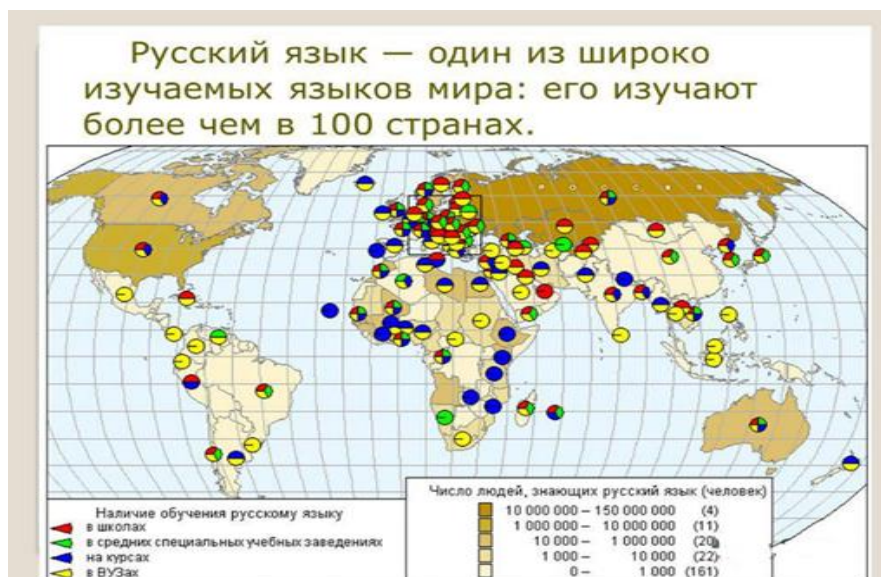 Русский язык — один из широко
изучаемых языков мира: его изучают
более чем в 100 странах.
Наличие обучения русскому языку
в школах
в средних специальных учебных заведениях
на курсах
в ВУЗах
Число людей, знающих русский язык (человек)
10 000 000 – 150 000 000 (4)
1 000 000 – 10 000 000 (11)
10 000 – 1 000 000 (20)
1 000 – 10 000 (22)
0 – 1 000 (161)